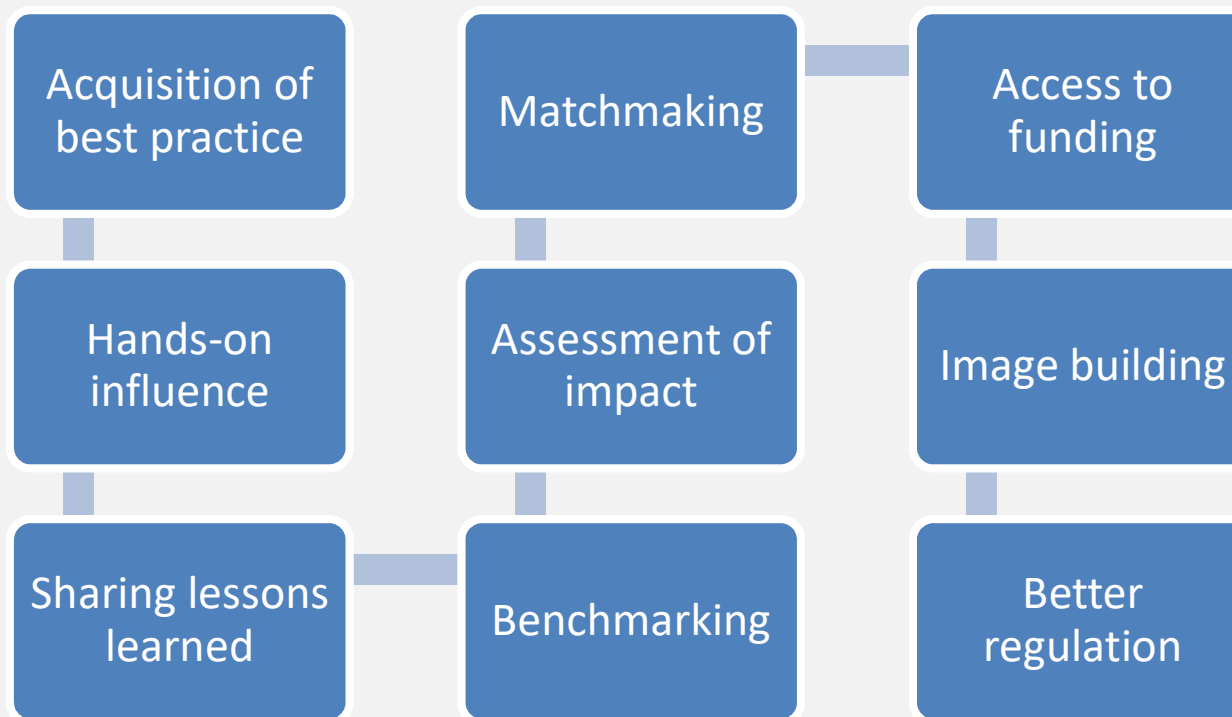 Acquisition of
best practice
Hands-on
influence
Sharing lessons
learned
Benchmarking
Assessment of
impact
Matchmaking
Access to
funding
Image building
Better
regulation